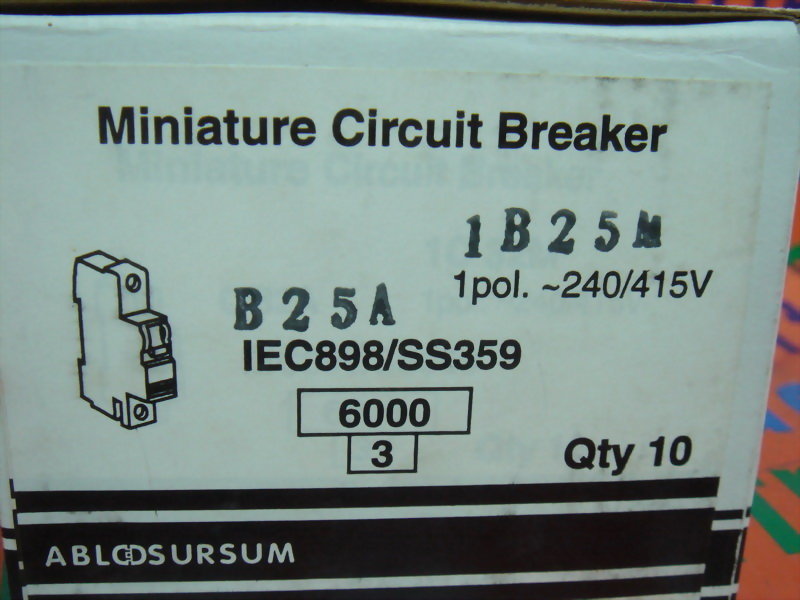 Miniature Circuit Breaker
1B25M
1pol. ~240/415V
B25A
IEC898/SS359
6000
3
Qty 10
ABLOSURSUM